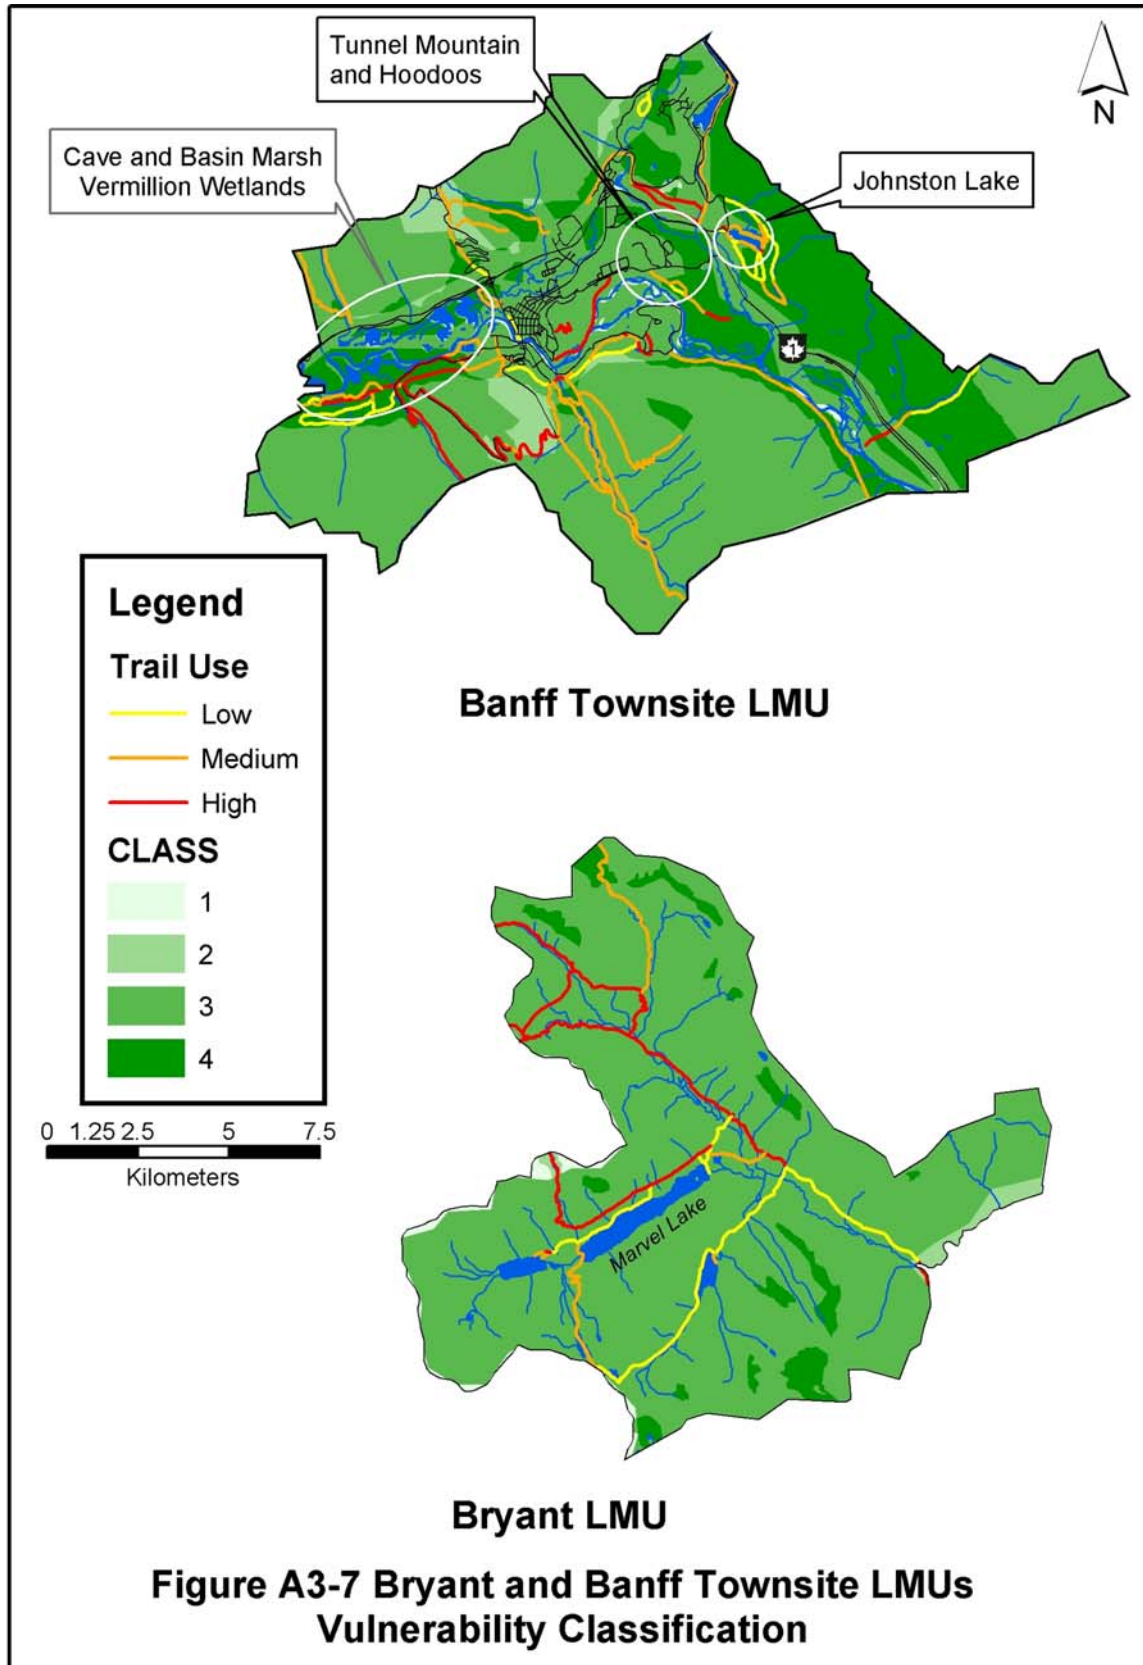 Tunnel Mountain
and Hoodoos
N
Cave and Basin Marsh
Vermillion Wetlands
Johnston Lake
1
Banff Townsite LMU
Legend
Trail Use
Low
Medium
High
CLASS
1
2
3
4
0 1.25 2.5 5 7.5
Kilometers
Marvel Lake
Bryant LMU
Figure A3-7 Bryant and Banff Townsite LMUs
Vulnerability Classification